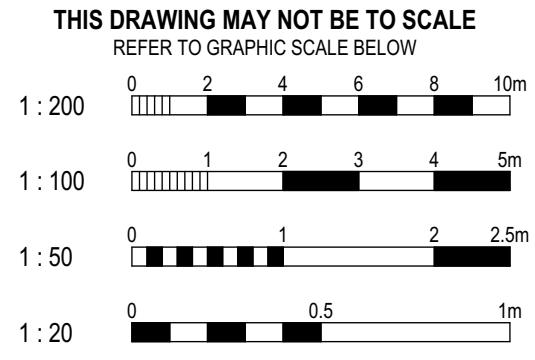 THIS DRAWING MAY NOT BE TO SCALE
REFER TO GRAPHIC SCALE BELOW
0 2 4 6 8 10m
1 : 200
0 1 2 3 4 5m
1 : 100
0 1 2 2.5m
1 : 50
0 0.5 1m
1 : 20